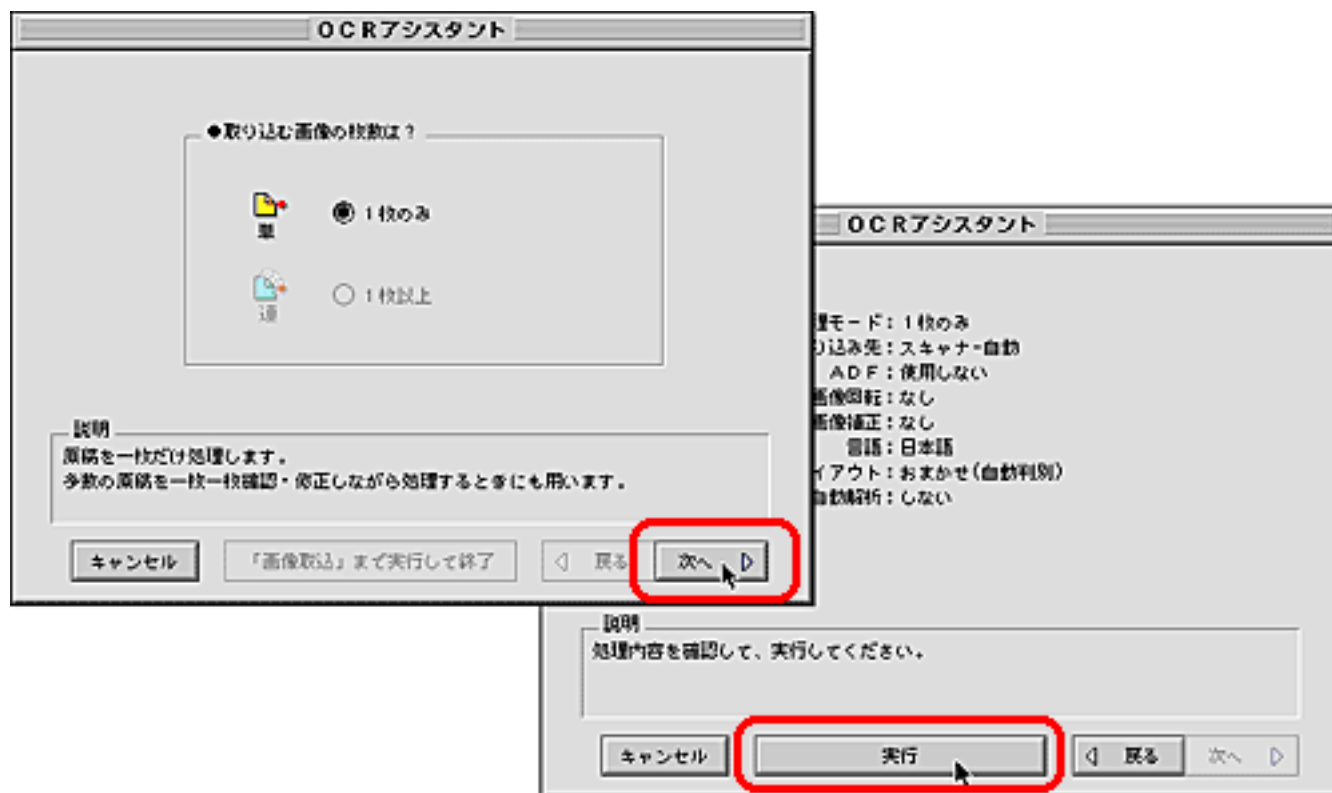 OCRアシスタント
●取り込む画像の枚数は?
単
1枚のみ
連
1枚以上
説明
原稿を一枚だけ処理します。
多数の原稿を一枚一枚確認・修正しながら処理するときにも用います。
キャンセル
「画像取込」まで実行して終了
戻る
次へ
OCRアシスタント
理モード:1枚のみ
り込み先:スキャナー自動
ADF:使用しない
画像回転:なし
画像補正:なし
言語:日本語
イアウト:おまかせ(自動判別)
自動解析:しない
説明
処理内容を確認して、実行してください。
キャンセル
実行
戻る
次へ